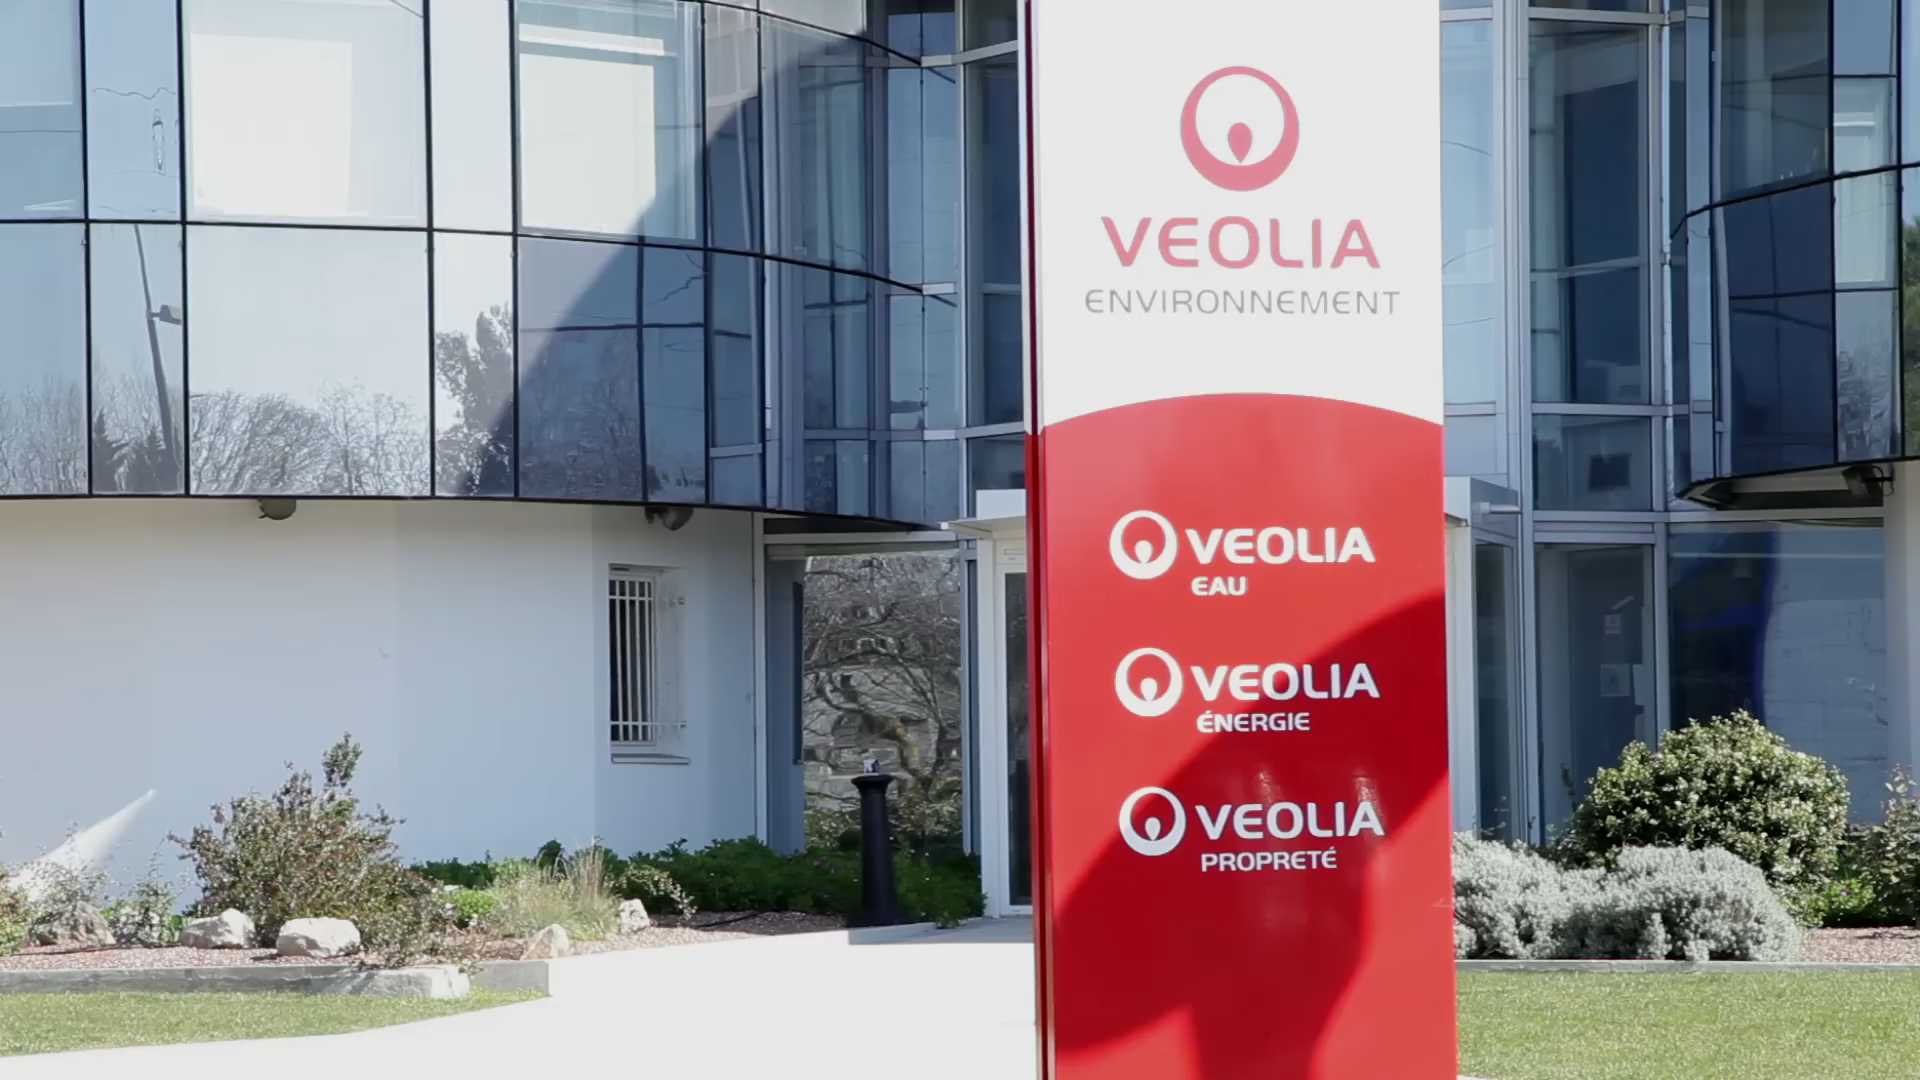 VEOLIA
ENVIRONNEMENT
VEOLIA
EAU
VEOLIA
ÉNERGIE
VEOLIA
PROPRETÉ